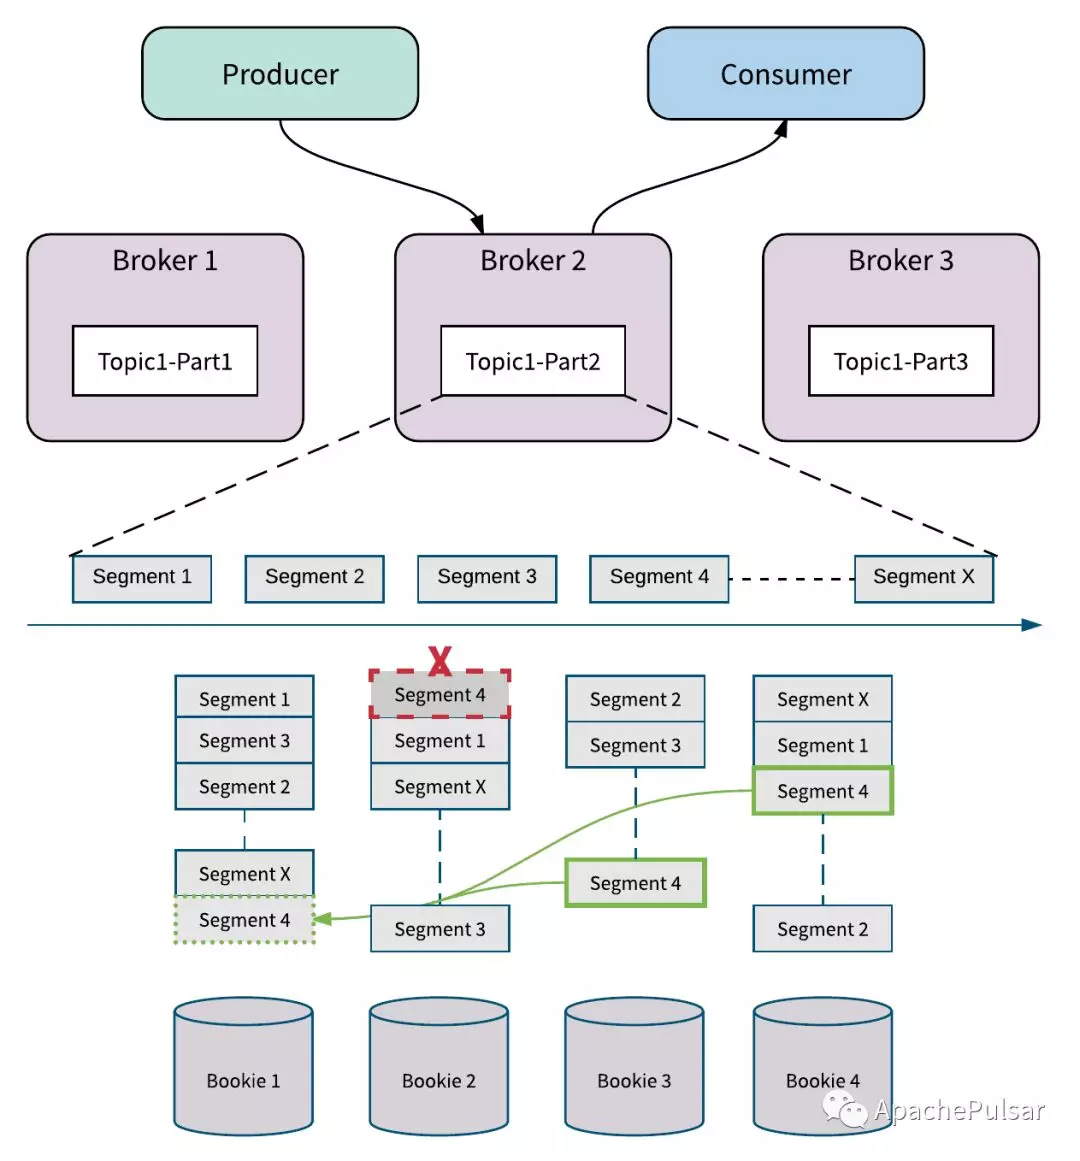 Producer
Consumer
Broker 1
Broker 2
Broker 3
Topic1-Part1
Topic1-Part2
Topic1-Part3
Segment 1
Segment 2
Segment 3
Segment 4
Segment X
X
Segment 1
Segment 3
Segment 2
Segment X
Segment 4
Segment 4
Segment 1
Segment X
Segment 3
Segment 2
Segment 3
Segment 4
Segment X
Segment 1
Segment 4
Segment 2
Bookie 1
Bookie 2
Bookie 3
Bookie 4
ApachePulsar